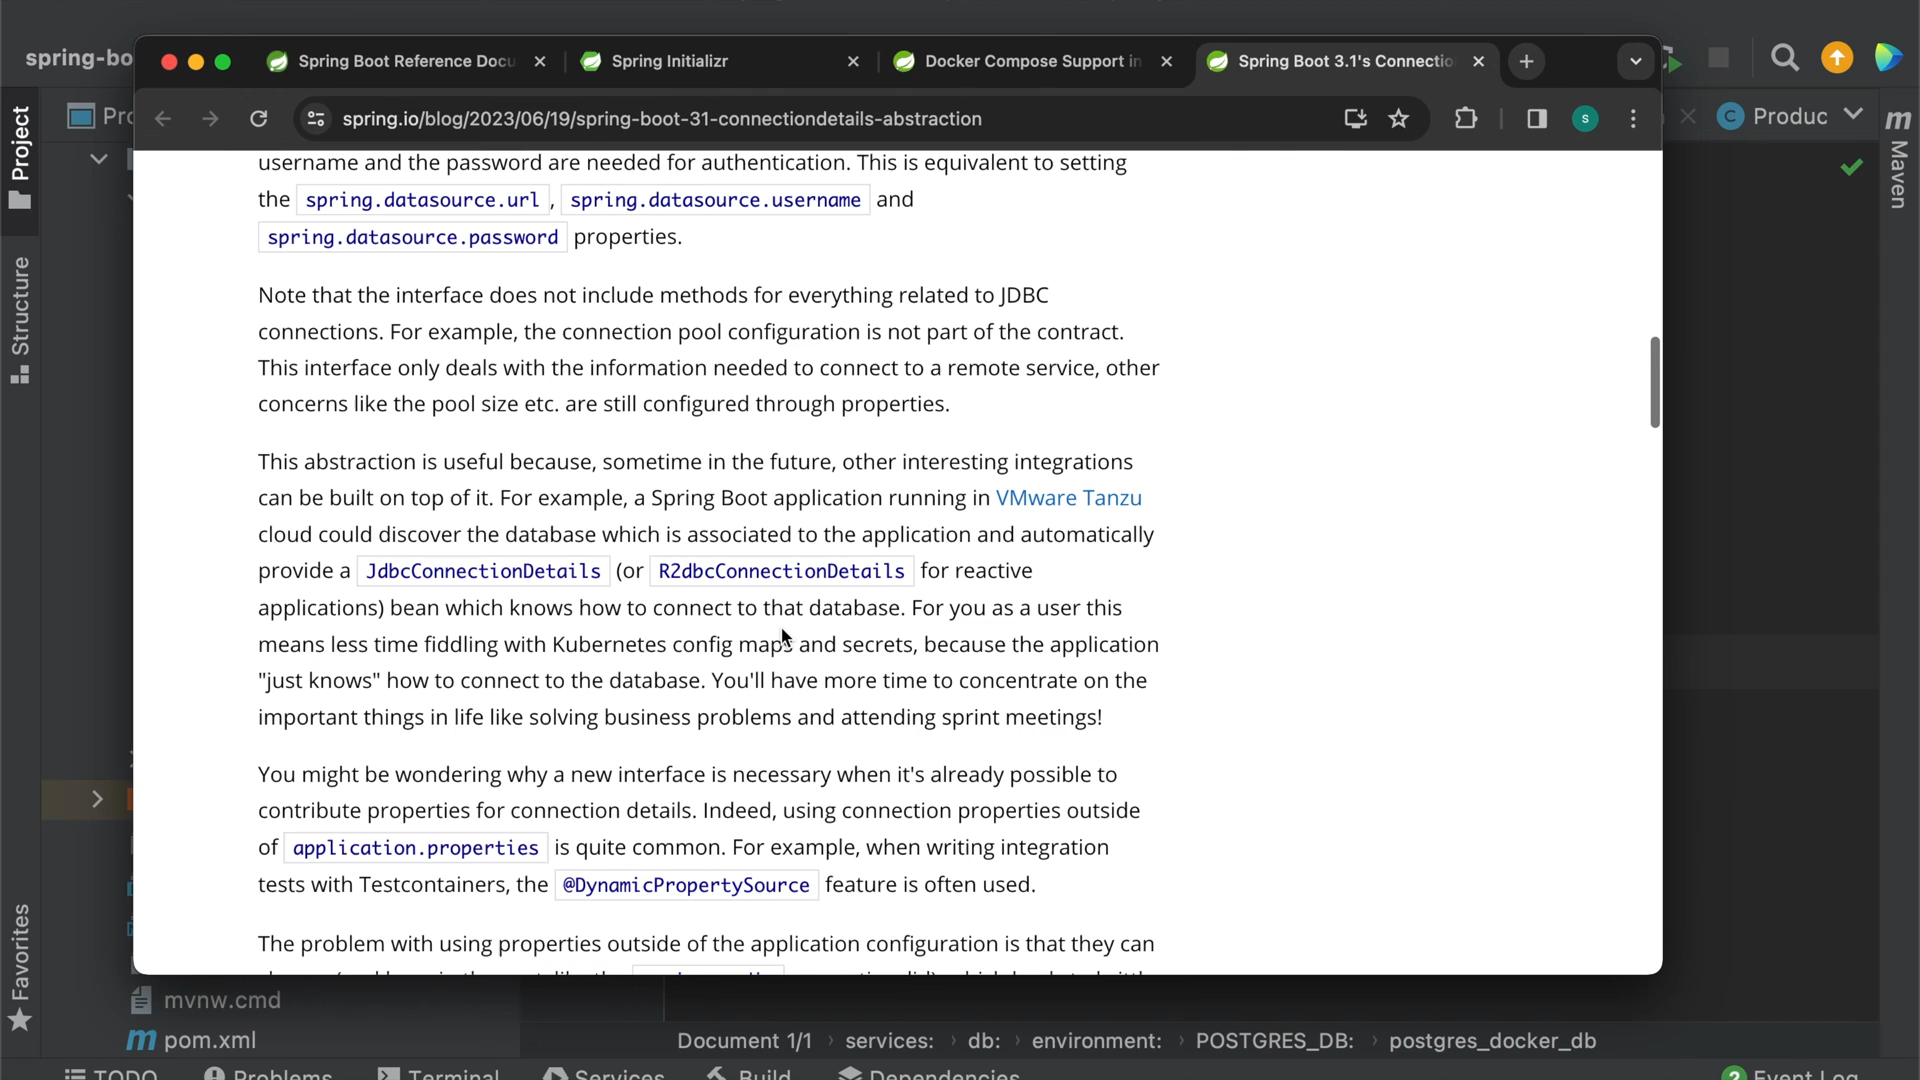 spring-bo
Spring Boot Reference Docu
Spring Initializr
Docker Compose Support in
Spring Boot 3.1's Connectio
Pro
spring.io/blog/2023/06/19/spring-boot-31-connectiondetails-abstraction
S
C Produc
m
Project
Structure
Favorites
Maven
username and the password are needed for authentication. This is equivalent to setting
the spring.datasource.url , spring.datasource.username and
spring.datasource.password properties.
Note that the interface does not include methods for everything related to JDBC
connections. For example, the connection pool configuration is not part of the contract.
This interface only deals with the information needed to connect to a remote service, other
concerns like the pool size etc. are still configured through properties.
This abstraction is useful because, sometime in the future, other interesting integrations
can be built on top of it. For example, a Spring Boot application running in VMware Tanzu
cloud could discover the database which is associated to the application and automatically
provide a JdbcConnectionDetails (or R2dbcConnectionDetails for reactive
applications) bean which knows how to connect to that database. For you as a user this
means less time fiddling with Kubernetes config maps and secrets, because the application
"just knows" how to connect to the database. You'll have more time to concentrate on the
important things in life like solving business problems and attending sprint meetings!
You might be wondering why a new interface is necessary when it's already possible to
contribute properties for connection details. Indeed, using connection properties outside
of application.properties is quite common. For example, when writing integration
tests with Testcontainers, the @DynamicPropertySource feature is often used.
The problem with using properties outside of the application configuration is that they can
mvnw.cmd
m pom.xml
Document 1/1 › services: › db: › environment: › POSTGRES_DB: › postgres_docker_db
TODO
Problems
Terminal
Services
Build
Dependencies
2 Event Log